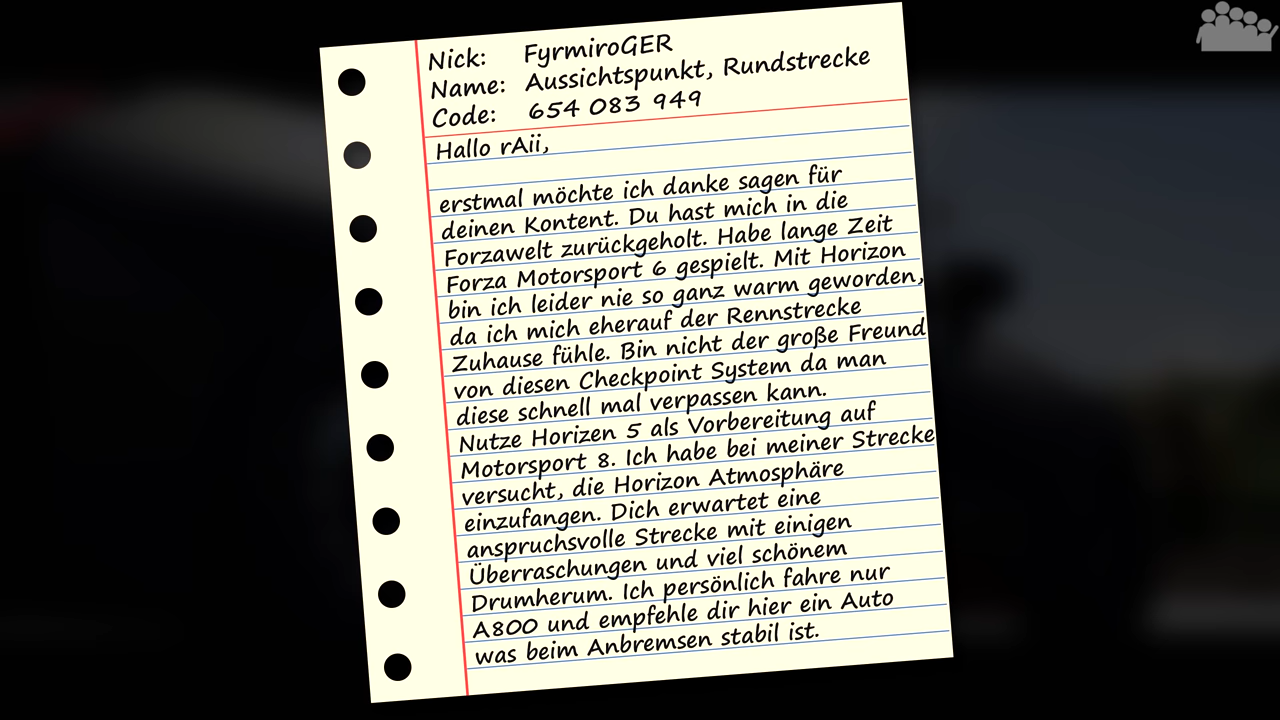 Nick: FyrmiroGER
Name: Aussichtspunkt, Rundstrecke
Code: 654 083 949
Hallo rAii,
erstmal möchte ich danke sagen für
deinen Kontent. Du hast mich in die
Forzawelt zurückgeholt. Habe lange Zeit
Forza Motorsport 6 gespielt. Mit Horizon
bin ich leider nie so ganz warm geworden,
da ich mich eherauf der Rennstrecke
Zuhause fühle. Bin nicht der große Freund
von diesen Checkpoint System da man
diese schnell mal verpassen kann.
Nutze Horizen 5 als Vorbereitung auf
Motorsport 8. Ich habe bei meiner Strecke
versucht, die Horizon Atmosphäre
einzufangen. Dich erwartet eine
anspruchsvolle Strecke mit einigen
Überraschungen und viel schönem
Drumherum. Ich persönlich fahre nur
A800 und empfehle dir hier ein Auto
was beim Anbremsen stabil ist.